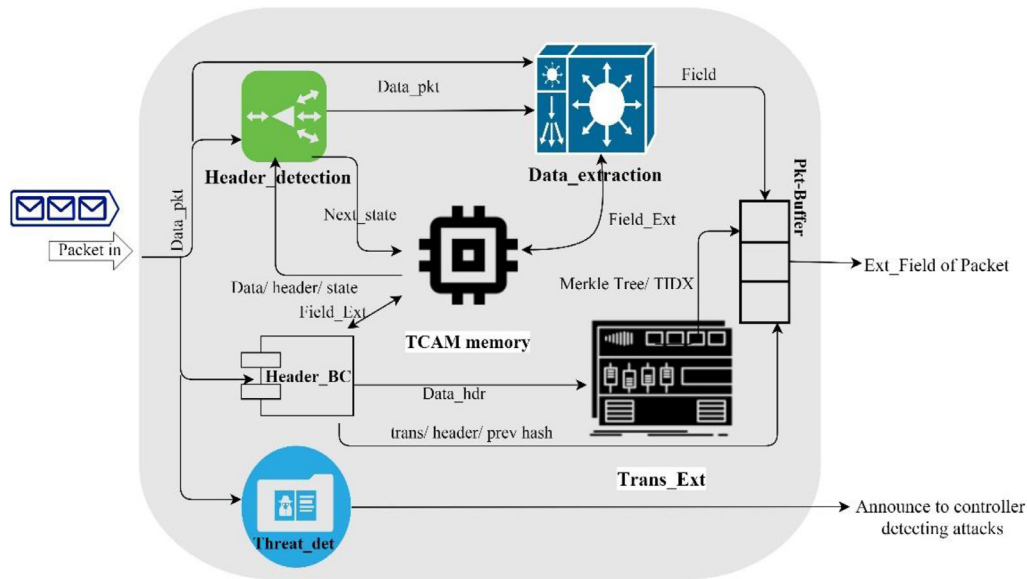 Field
Data_pkt
Header_detection
Data_extraction
Pkt-Buffer
Data_pkt
Packet in
Next_state
Field_Ext
Ext_Field of Packet
Data/ header/ state
Merkle Tree/ TIDX
Field_Ext
TCAM memory
Header_BC
Data_hdr
trans/ header/ prev hash
Trans_Ext
Threat_det
Announce to controller
detecting attacks